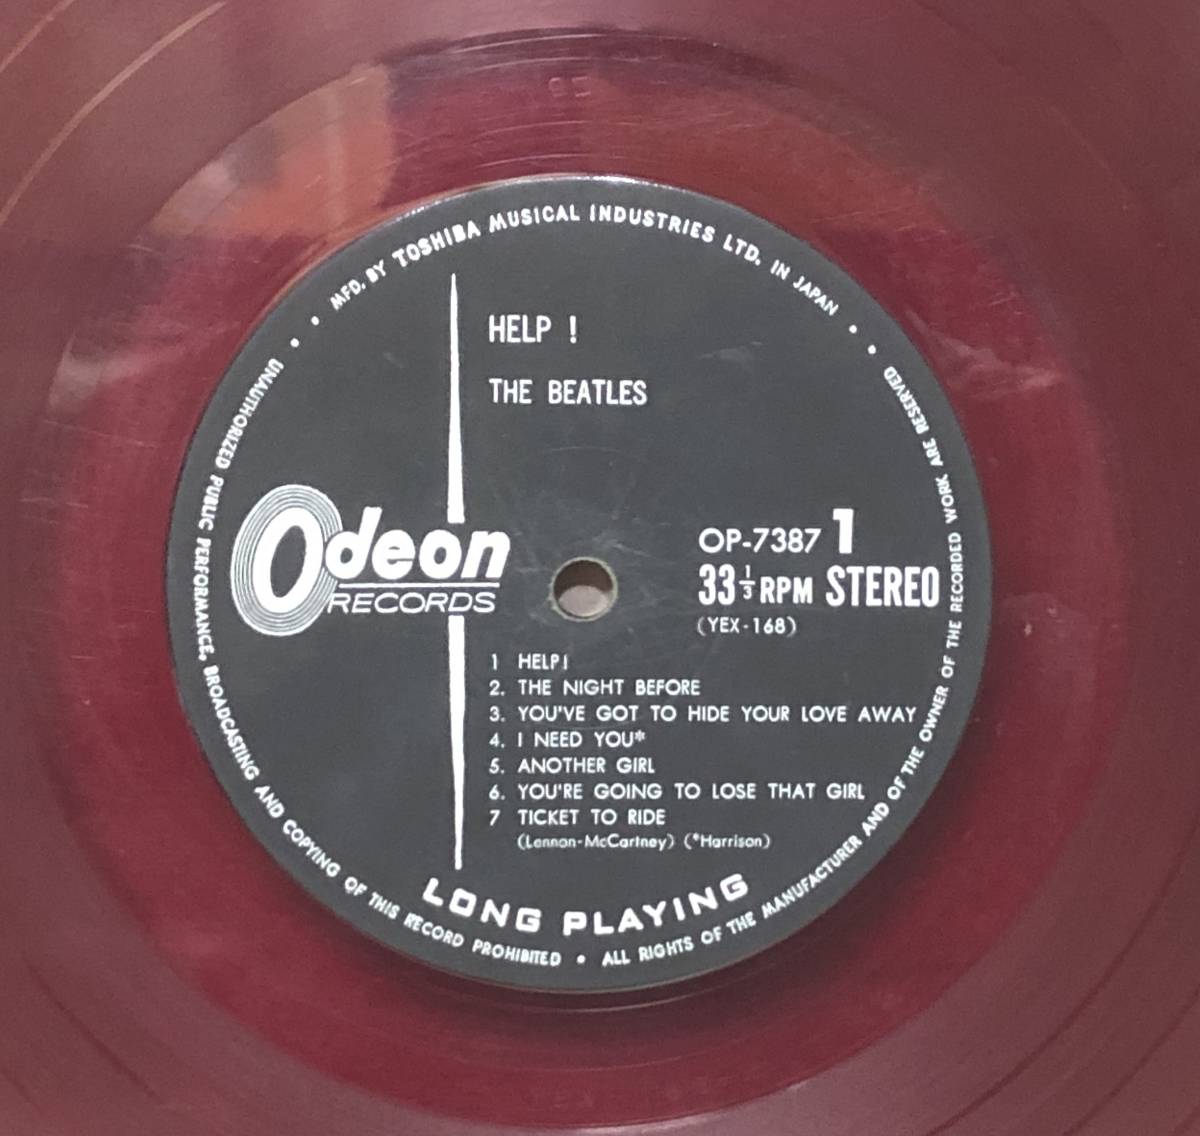 MFD. BY TOSHIBA MUSICAL INDUSTRIES LTD. IN JAPAN
HELP !
THE BEATLES
Odeon
RECORDS
OP-7387 1
33 1/3 RPM STEREO
(YEX-168)
1 HELP!
2. THE NIGHT BEFORE
3. YOU'VE GOT TO HIDE YOUR LOVE AWAY
4. I NEED YOU*
5. ANOTHER GIRL
6. YOU'RE GOING TO LOSE THAT GIRL
7 TICKET TO RIDE
(Lennon-McCartney) (*Harrison)
LONG PLAYING
UNAUTHORIZED PUBLIC PERFORMANCE, BROADCASTING AND COPYING OF THIS RECORD PROHIBITED • ALL RIGHTS OF THE MANUFACTURER AND OF THE OWNER OF THE RECORDED WORK ARE RESERVED